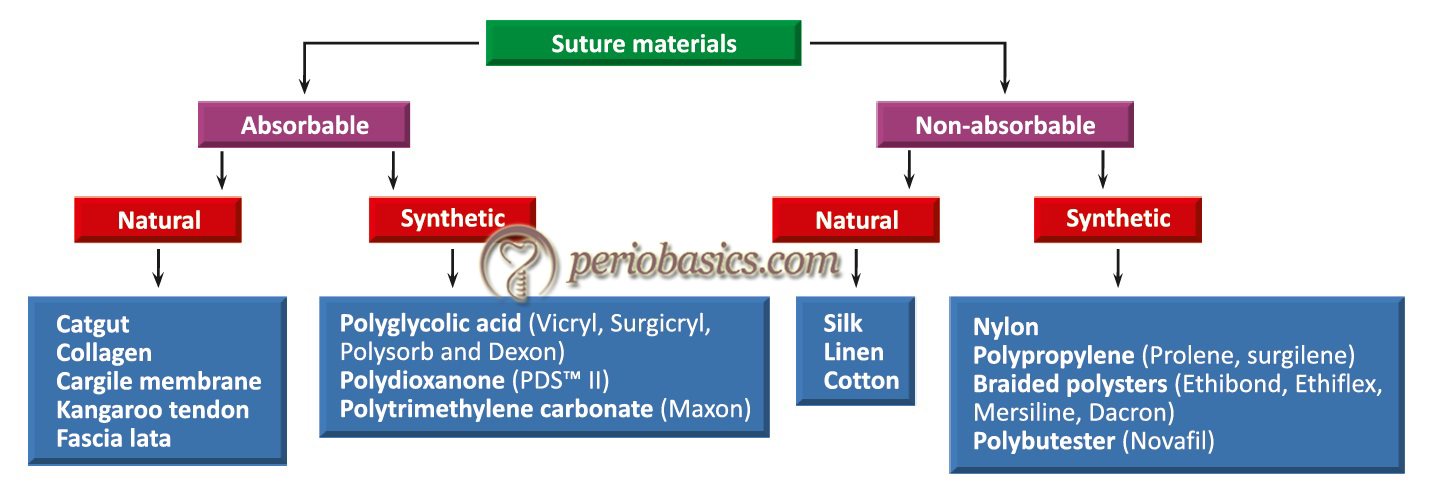 Suture materials
Absorbable
Non-absorbable
Natural
Synthetic
Natural
Synthetic
periobasics.com
Catgut
Collagen
Cargile membrane
Kangaroo tendon
Fascia lata
Polyglycolic acid (Vicryl, Surgicryl,
Polysorb and Dexon)
Polydioxanone (PDS™ II)
Polytrimethylene carbonate (Maxon)
Silk
Linen
Cotton
Nylon
Polypropylene (Prolene, surgilene)
Braided polysters (Ethibond, Ethiflex,
Mersiline, Dacron)
Polybutester (Novafil)